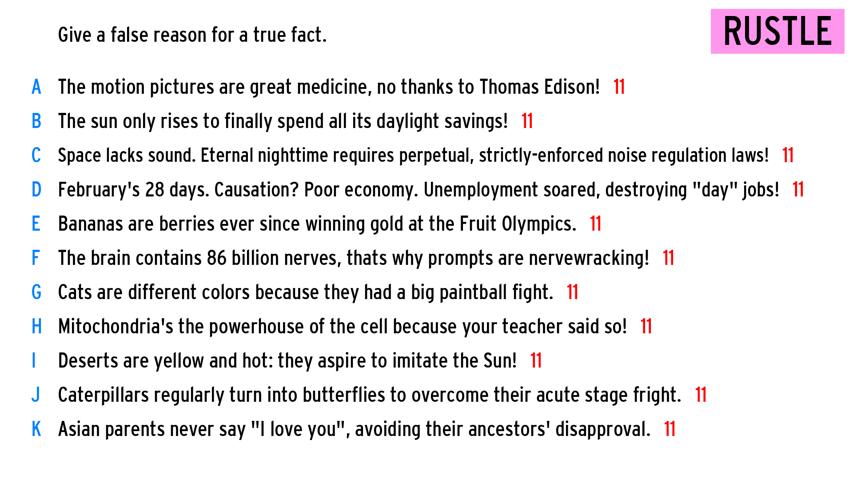 Give a false reason for a true fact.
RUSTLE
A The motion pictures are great medicine, no thanks to Thomas Edison! 11
B The sun only rises to finally spend all its daylight savings! 11
C Space lacks sound. Eternal nighttime requires perpetual, strictly-enforced noise regulation laws! 11
D February's 28 days. Causation? Poor economy. Unemployment soared, destroying "day" jobs! 11
E Bananas are berries ever since winning gold at the Fruit Olympics. 11
F The brain contains 86 billion nerves, thats why prompts are nervewracking! 11
G Cats are different colors because they had a big paintball fight. 11
H Mitochondria's the powerhouse of the cell because your teacher said so! 11
I Deserts are yellow and hot: they aspire to imitate the Sun! 11
J Caterpillars regularly turn into butterflies to overcome their acute stage fright. 11
K Asian parents never say "I love you", avoiding their ancestors' disapproval. 11